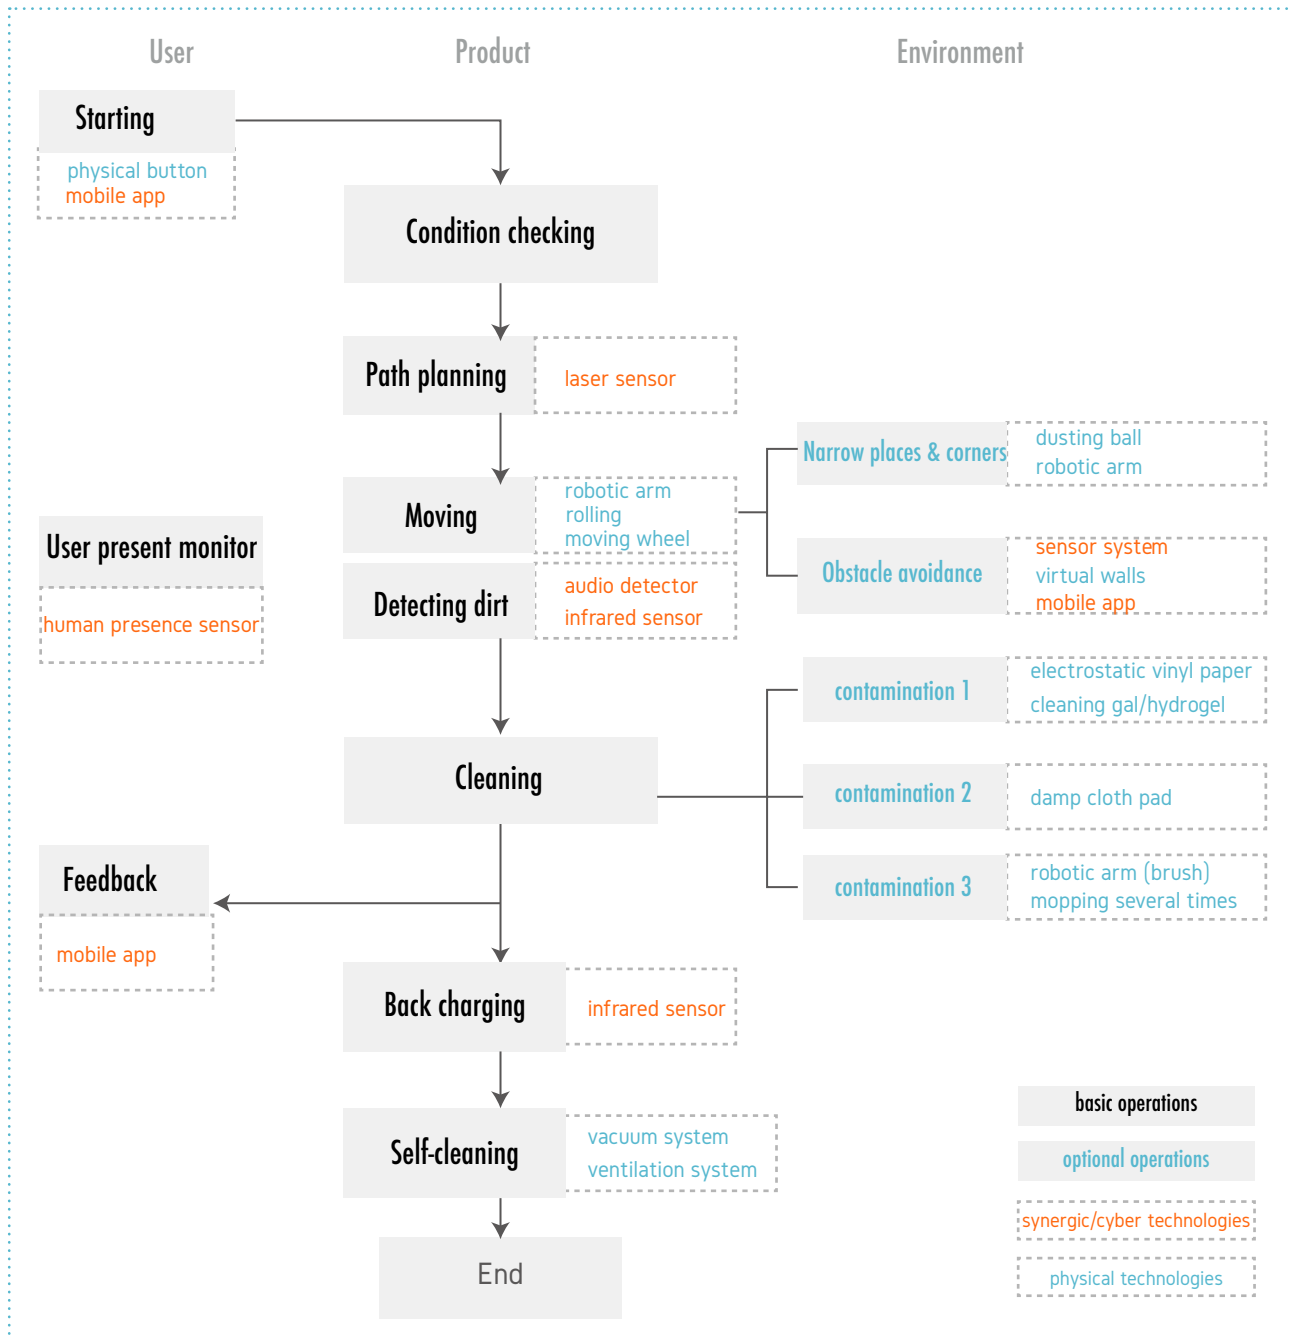 User
Product
Environment
Starting
physical button
mobile app
Condition checking
Path planning
laser sensor
Moving
robotic arm
rolling
moving wheel
Narrow places & corners
dusting ball
robotic arm
Obstacle avoidance
sensor system
virtual walls
mobile app
User present monitor
human presence sensor
Detecting dirt
audio detector
infrared sensor
Cleaning
contamination 1
electrostatic vinyl paper
cleaning gal/hydrogel
contamination 2
damp cloth pad
contamination 3
robotic arm (brush)
mopping several times
Feedback
mobile app
Back charging
infrared sensor
Self-cleaning
vacuum system
ventilation system
End
basic operations
optional operations
synergic/cyber technologies
physical technologies